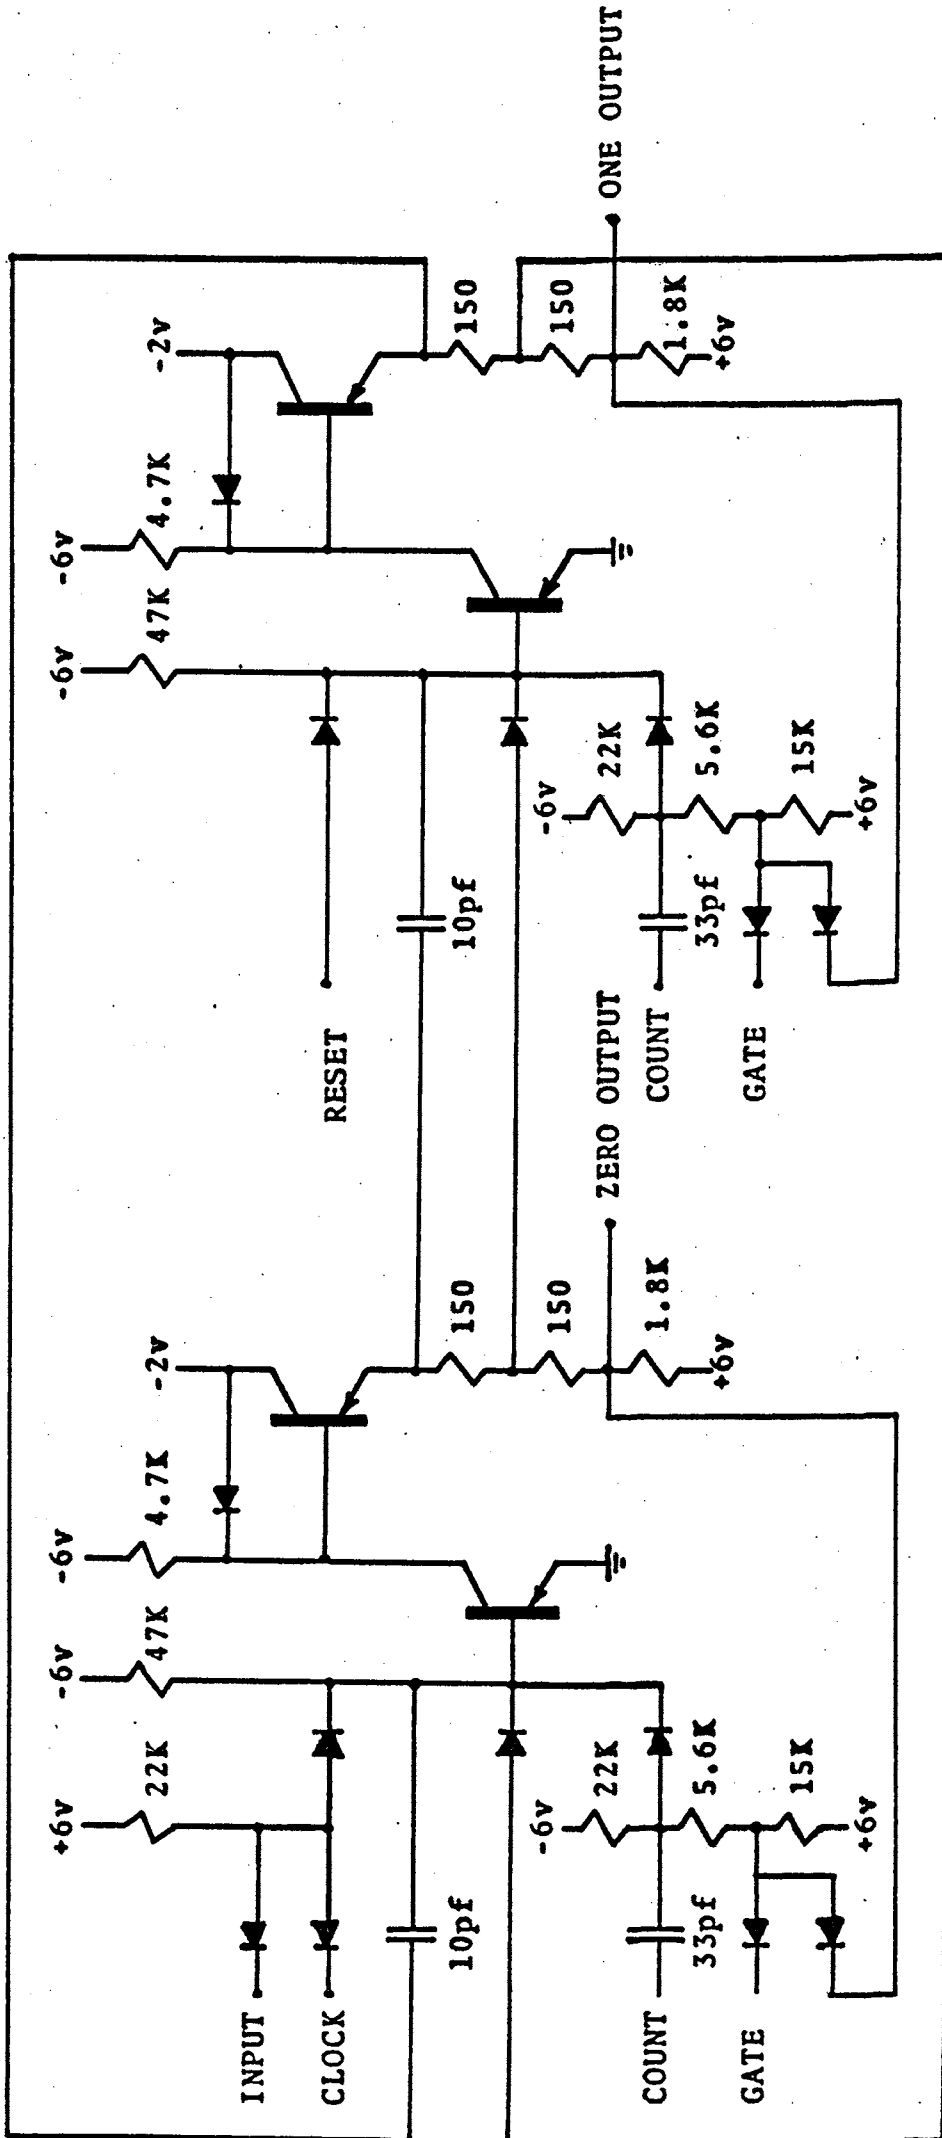 +6v
22K
-6v
47K
-6v
4.7K
-2v
INPUT
CLOCK
10pf
COUNT
33pf
GATE
-6v
22K
5.6K
15K
+6v
150
150
1.8K
+6v
ZERO OUTPUT
-6v
47K
-6v
4.7K
-2v
RESET
10pf
COUNT
33pf
GATE
-6v
22K
5.6K
15K
+6v
150
150
1.8K
+6v
ONE OUTPUT